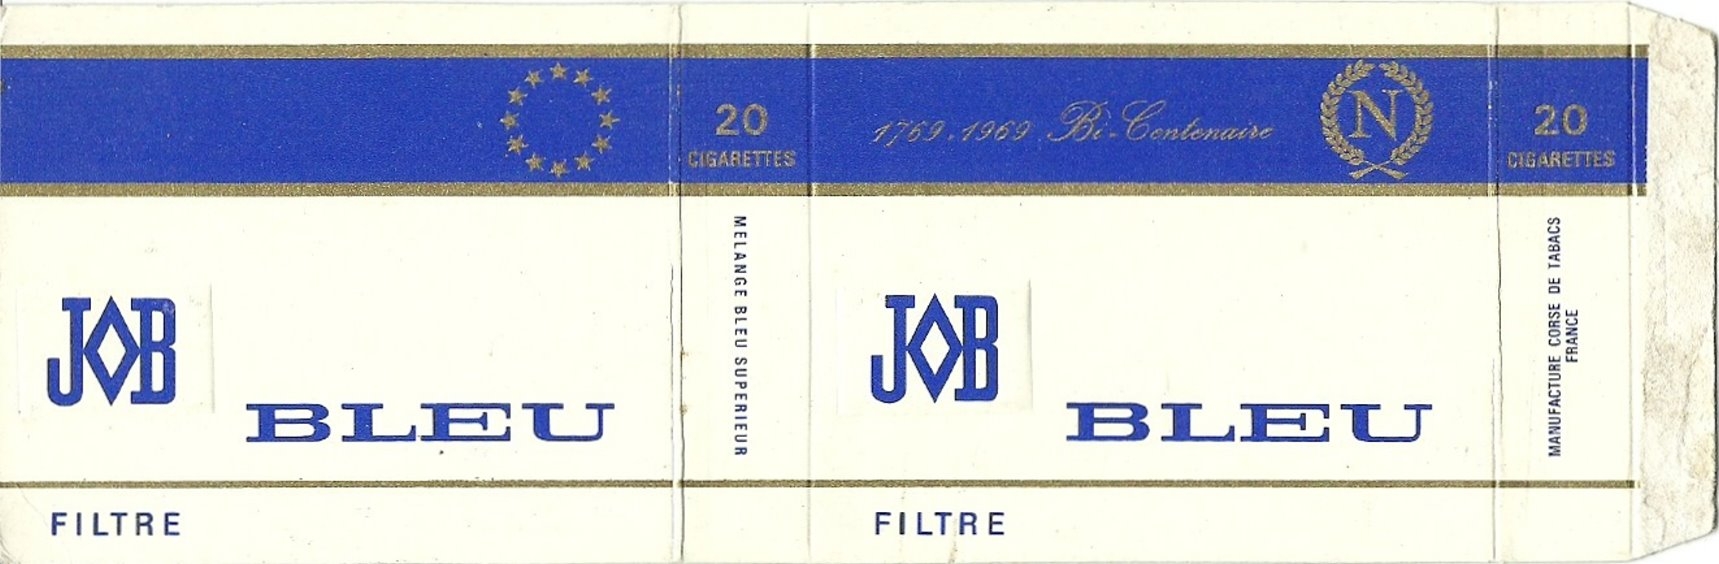 20
CIGARETTES
MELANGE BLEU SUPERIEUR
JOB
BLEU
FILTRE
1769.1969 Bi-Centenaire
N
20
CIGARETTES
MANUFACTURE CORSE DE TABACS
FRANCE
JOB
BLEU
FILTRE